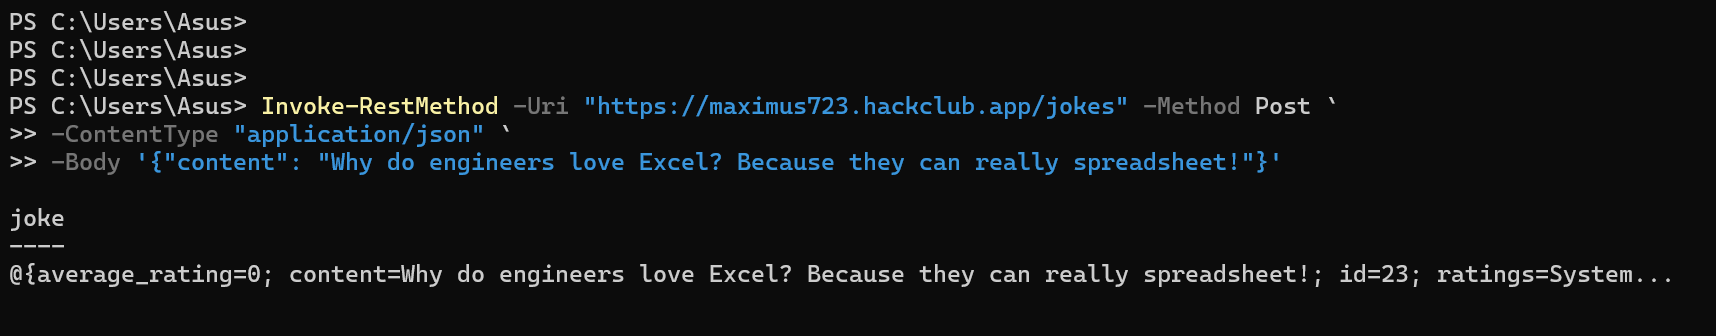 PS C:\Users\Asus>
PS C:\Users\Asus>
PS C:\Users\Asus>
PS C:\Users\Asus> Invoke-RestMethod -Uri "https://maximus723.hackclub.app/jokes" -Method Post `
>> -ContentType "application/json" `
>> -Body '{"content": "Why do engineers love Excel? Because they can really spreadsheet!"}'
joke
----
@{average_rating=0; content=Why do engineers love Excel? Because they can really spreadsheet!; id=23; ratings=System...